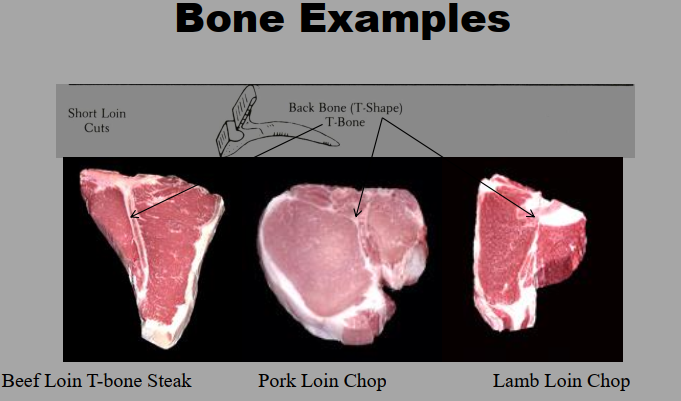 Bone Examples
Short Loin
Cuts
Back Bone (T-Shape)
T-Bone
Beef Loin T-bone Steak
Pork Loin Chop
Lamb Loin Chop